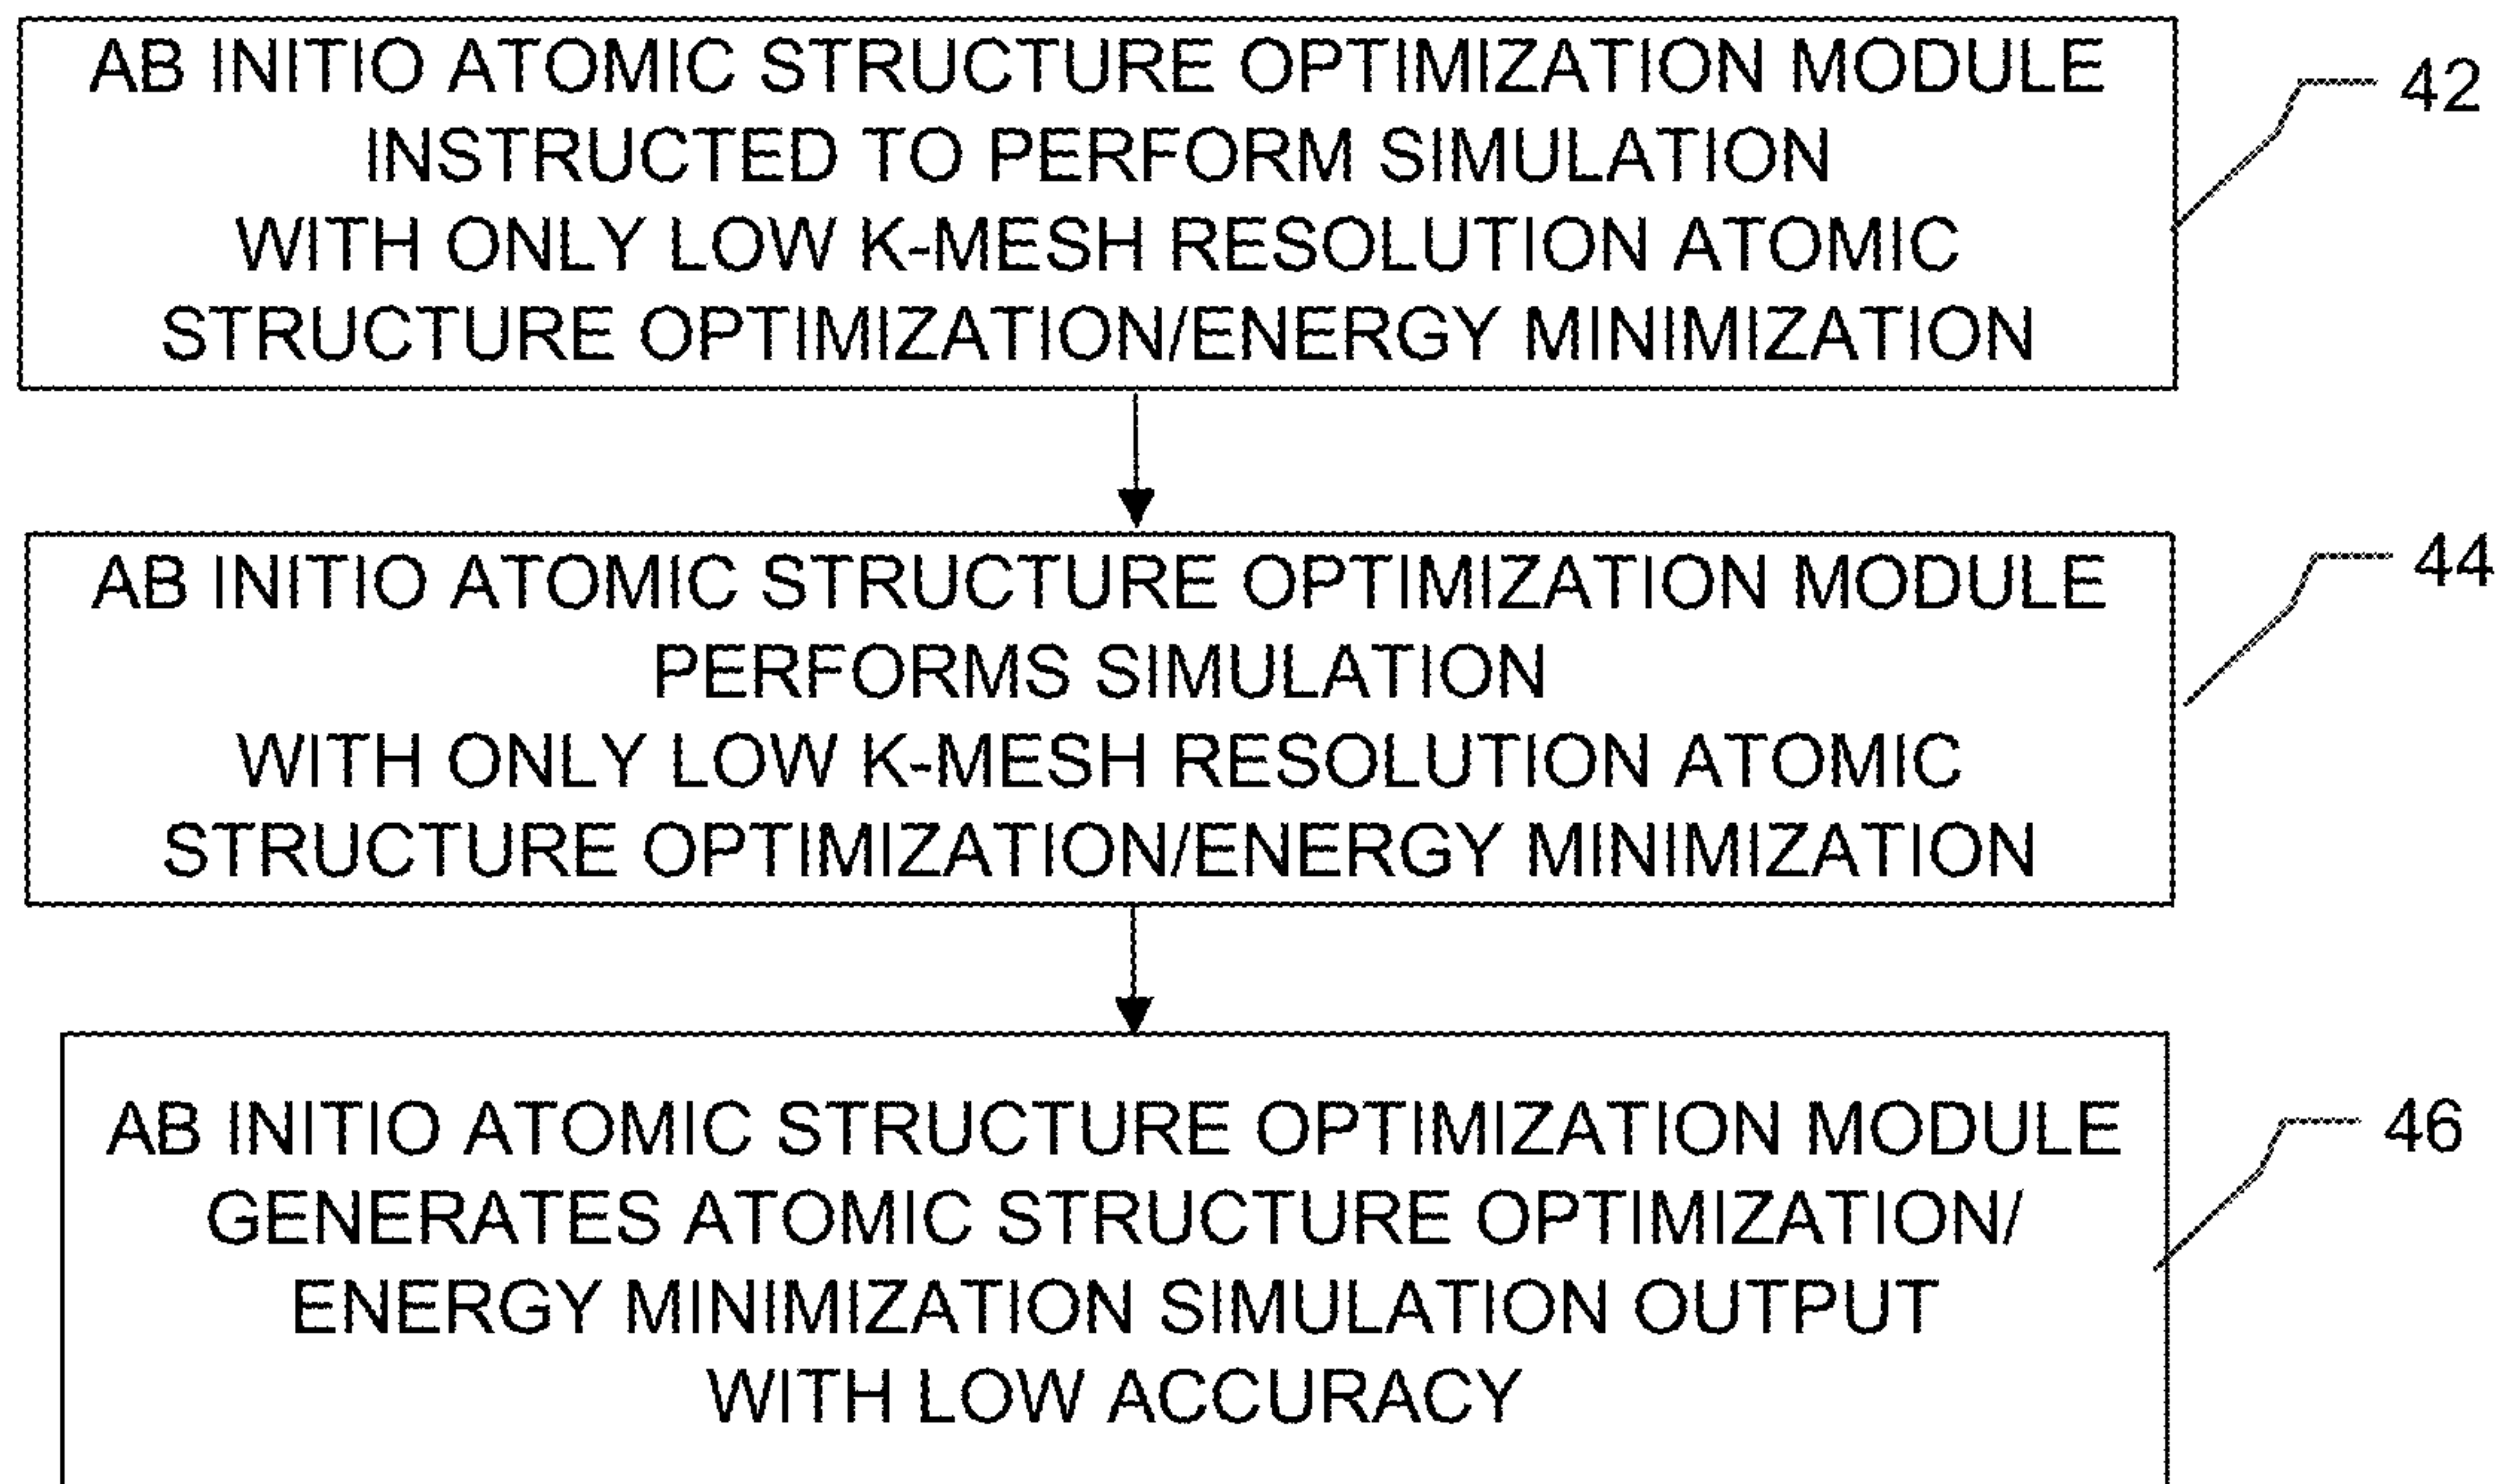 AB INITIO ATOMIC STRUCTURE OPTIMIZATION MODULE
INSTRUCTED TO PERFORM SIMULATION
WITH ONLY LOW K-MESH RESOLUTION ATOMIC
STRUCTURE OPTIMIZATION/ENERGY MINIMIZATION
42
AB INITIO ATOMIC STRUCTURE OPTIMIZATION MODULE
PERFORMS SIMULATION
WITH ONLY LOW K-MESH RESOLUTION ATOMIC
STRUCTURE OPTIMIZATION/ENERGY MINIMIZATION
44
AB INITIO ATOMIC STRUCTURE OPTIMIZATION MODULE
GENERATES ATOMIC STRUCTURE OPTIMIZATION/
ENERGY MINIMIZATION SIMULATION OUTPUT
WITH LOW ACCURACY
46